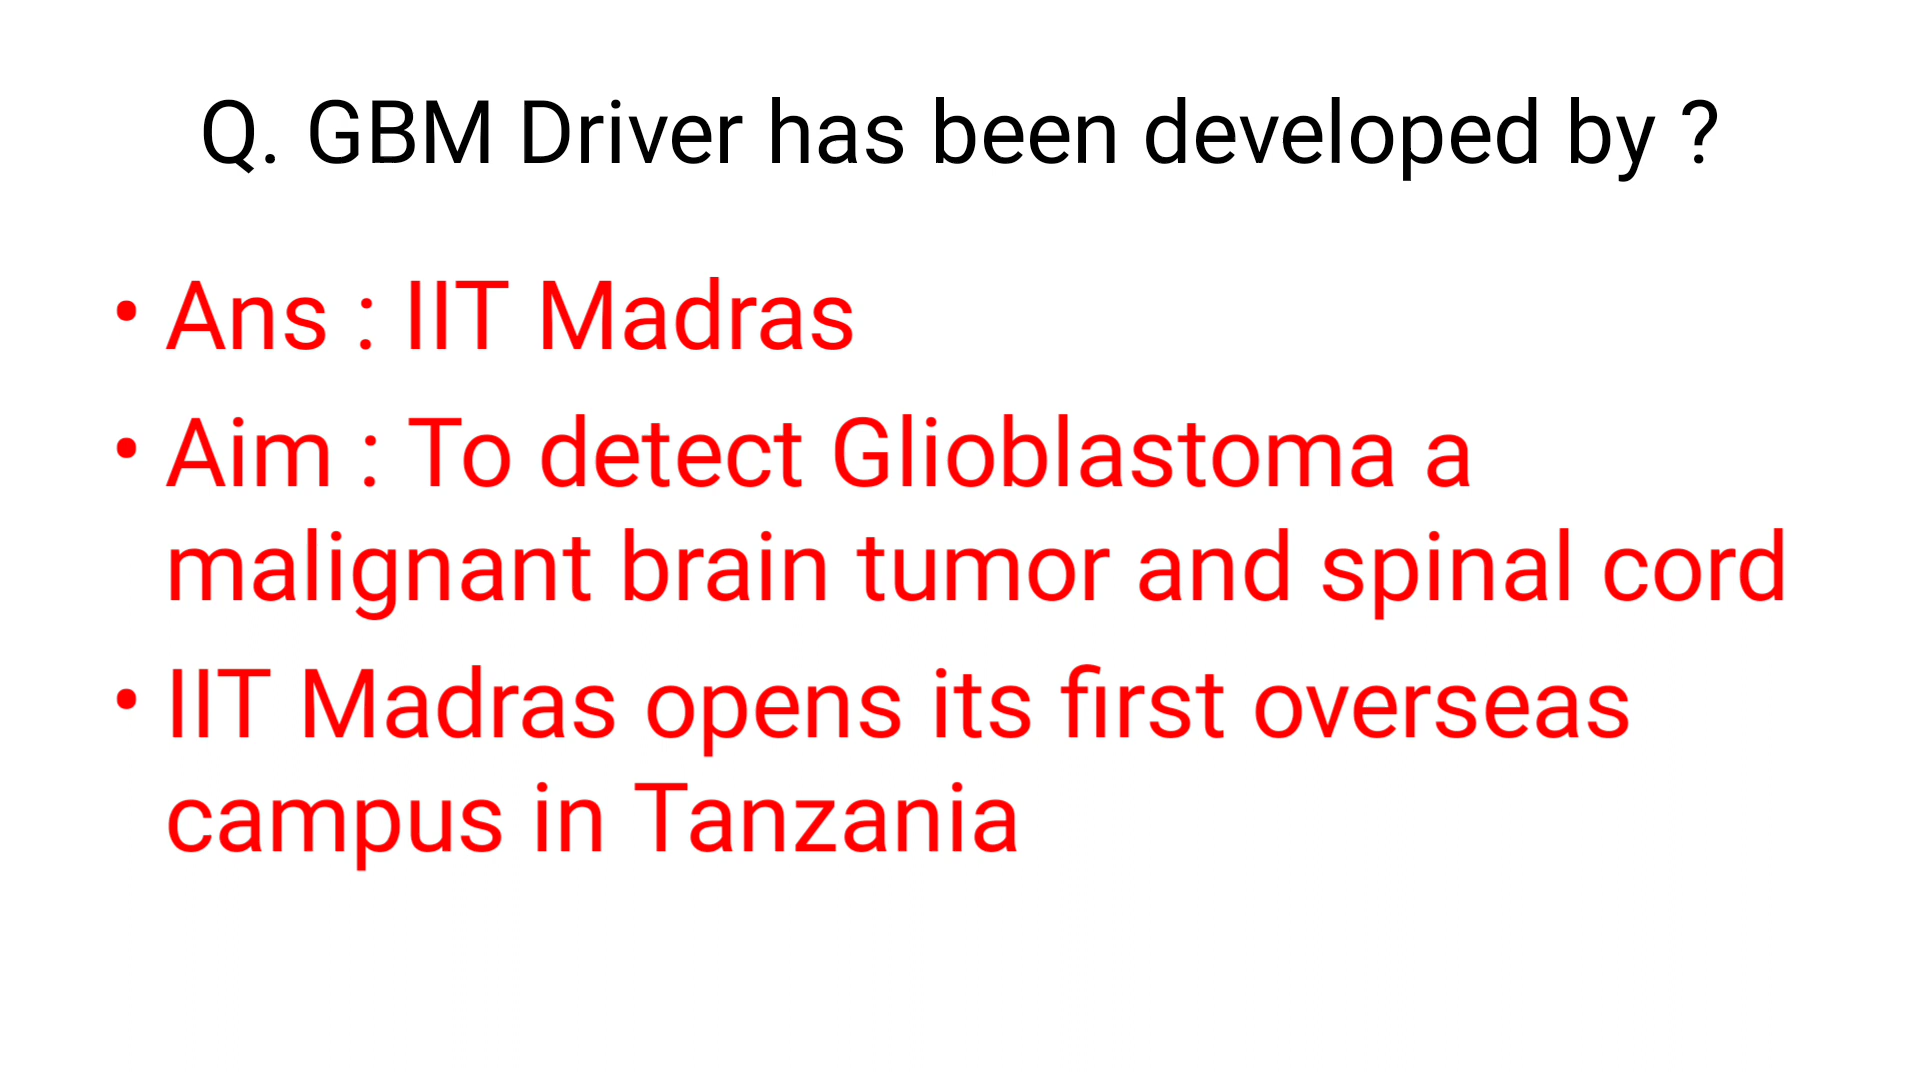 Q. GBM Driver has been developed by ?
• Ans : IIT Madras
• Aim : To detect Glioblastoma a
malignant brain tumor and spinal cord
• IIT Madras opens its first overseas
campus in Tanzania